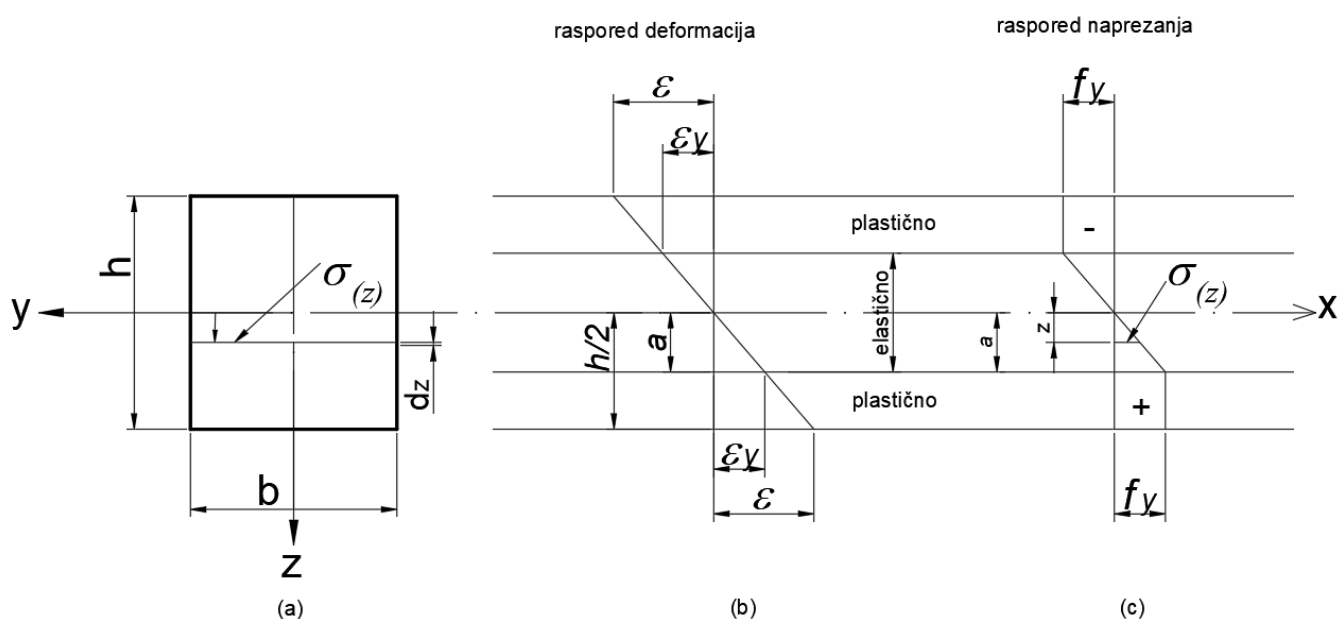 raspored deformacija
raspored naprezanja
ε
εy
fy
h
σ(z)
y
dz
b
z
(a)
plastično
elastično
a
h/2
a
plastično
εy
ε
(b)
-
σ(z)
z
x
+
fy
(c)